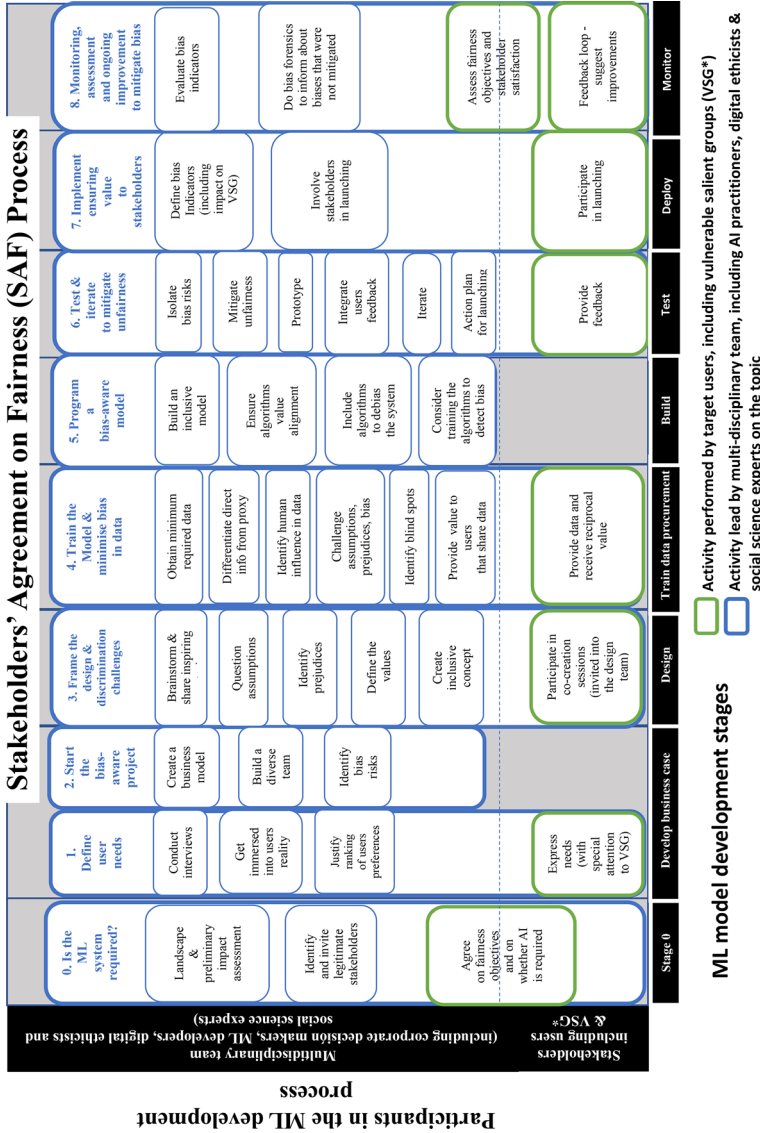 Stakeholders' Agreement on Fairness (SAF) Process
Participants in the ML development
process
Multidisciplinary team
(including corporate decisión makers, ML developers, digital ethicists and
social science experts)
Stakeholders
including users
& VSG*
0. Is the
ML
system
required?
Landscape
&
preliminary
impact
assessment
Identify
and invite
legitimate
stakeholders
Agree
on fairness
objectives
and on
whether AI
is required
Stage 0
1.
Define
user
needs
Conduct
interviews
Get
immersed
into users
reality
Justify
ranking
of users
preferences
Express
needs
(with
special
attention
to VSG)
2. Start
the
bias-
aware
project
Create a
business
model
Build a
diverse
team
Identify
bias
risks
Develop business case
3. Frame the
design &
discrimination
challenges
Brainstorm &
share inspiring
Question
assumptions
Identify
prejudices
Define the
values
Create
inclusive
concept
Participate in
co-creation
sessions
(invited into
the design
team)
Design
4. Train the
Model &
minimise bias
in data
Obtain minimum
required data
Differentiate direct
info from proxy
Identify human
influence in data
Challenge
assumptions,
prejudices, bias
Identify blind spots
Provide value to
users
that share data
Provide data and
receive reciprocal
value
Train data procurement
5. Program
a
bias-aware
model
Build an
inclusive
model
Ensure
algorithms
value
alignment
Include
algorithms
to debias
the system
Consider
training the
algorithms to
detect bias
Build
6. Test &
iterate
to mitigate
unfairness
Isolate
bias risks
Mitigate
unfairness
Prototype
Integrate
users
feedback
Iterate
Action plan
for launching
Provide
feedback
Test
7. Implement
ensuring
value
to
stakeholders
Define bias
Indicators
(including
impact on
VSG)
Involve
stakeholders
in launching
Participate
in launching
Deploy
8. Monitoring,
assessment
and ongoing
improvement
to mitigate bias
Evaluate bias
indicators
Do bias forensics
to inform about
biases that were
not mitigated
Assess fairness
objectives and
stakeholder
satisfaction
Feedback loop -
suggest
improvements
Monitor
ML model development stages
Activity performed by target users, including vulnerable salient groups (VSG*)
Activity lead by multi-disciplinary team, including AI practitioners, digital ethicists &
social science experts on the topic